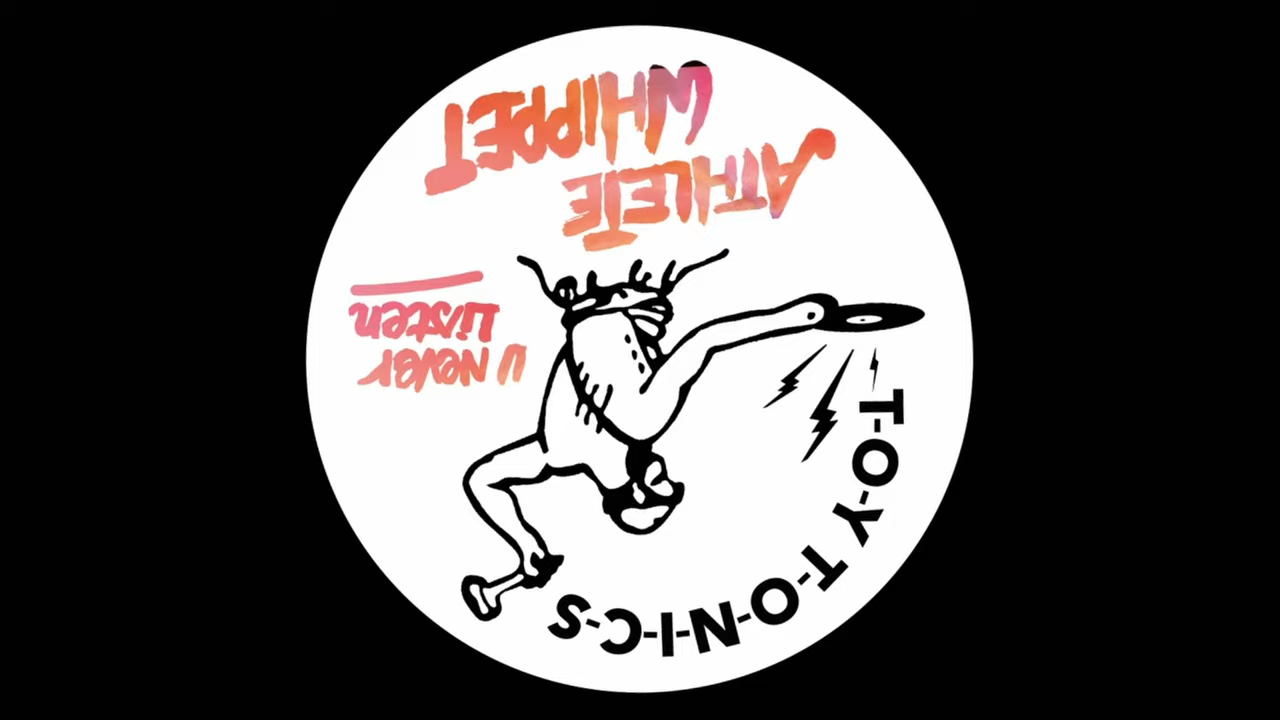 T-O-Y T-O-N-I-C-S
ATHLETE
WHIPPET
U NEVER
LISTEN